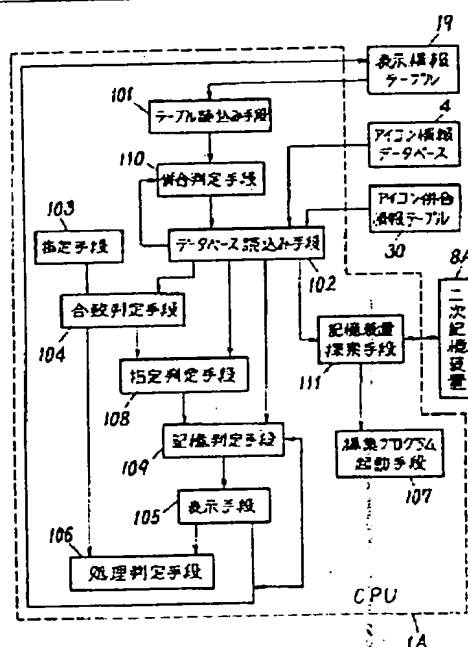 19
表示情報
テーブル
101
テーブル読込み手段
4
アイコン情報
データベース
110
併合判定手段
103
指定手段
アイコン併合
情報テーブル
30
データベース読込み手段
102
8A
二次記憶装置
合致判定手段
104
記憶装置
探索手段
111
指定判定手段
108
記憶判定手段
109
編集プログラム
起動手段
107
105
表示手段
106
処理判定手段
CPU
1A